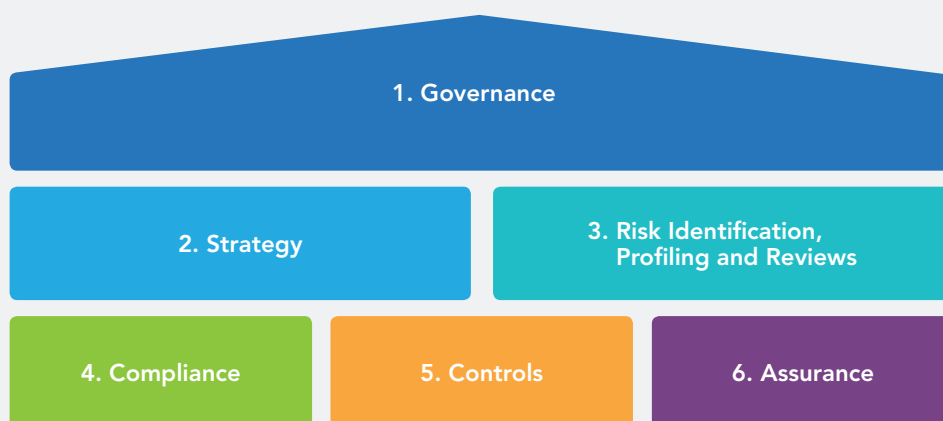 1. Governance
2. Strategy
3. Risk Identification,
Profiling and Reviews
4. Compliance
5. Controls
6. Assurance